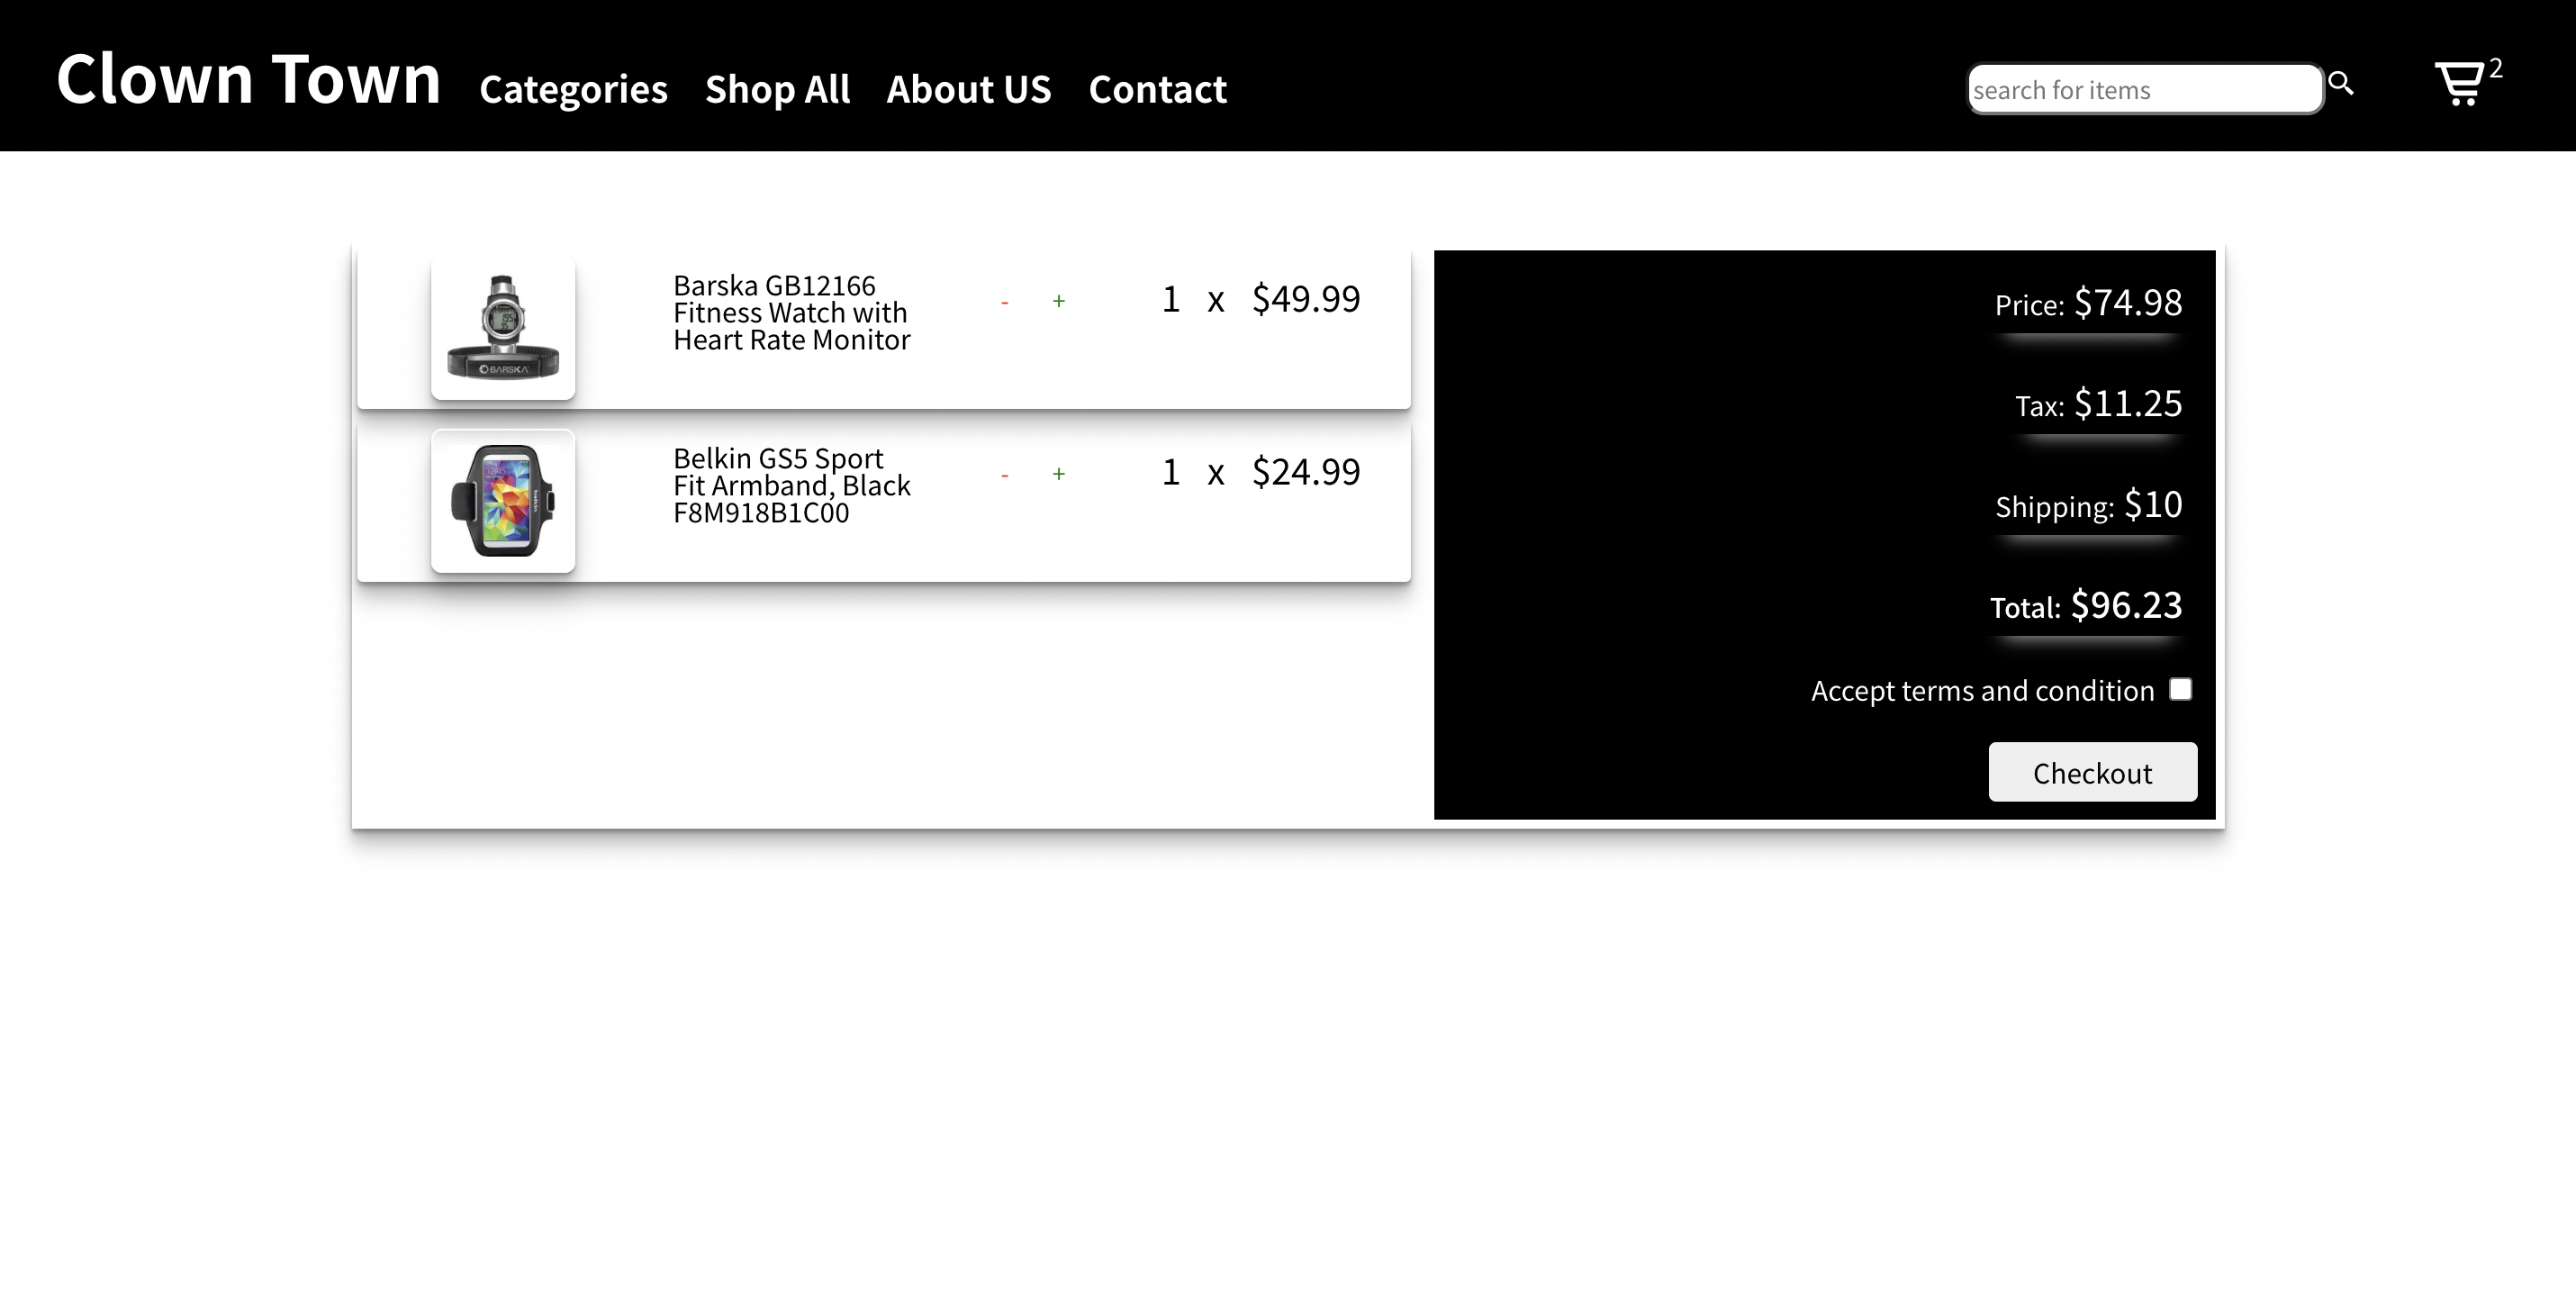 Clown Town Categories Shop All About US Contact search for items 2
BARSKA
Barska GB12166
Fitness Watch with
Heart Rate Monitor
- + 1 x $49.99
Belkin GS5 Sport
Fit Armband, Black
F8M918B1C00
- + 1 x $24.99
Price: $74.98
Tax: $11.25
Shipping: $10
Total: $96.23
Accept terms and condition
Checkout